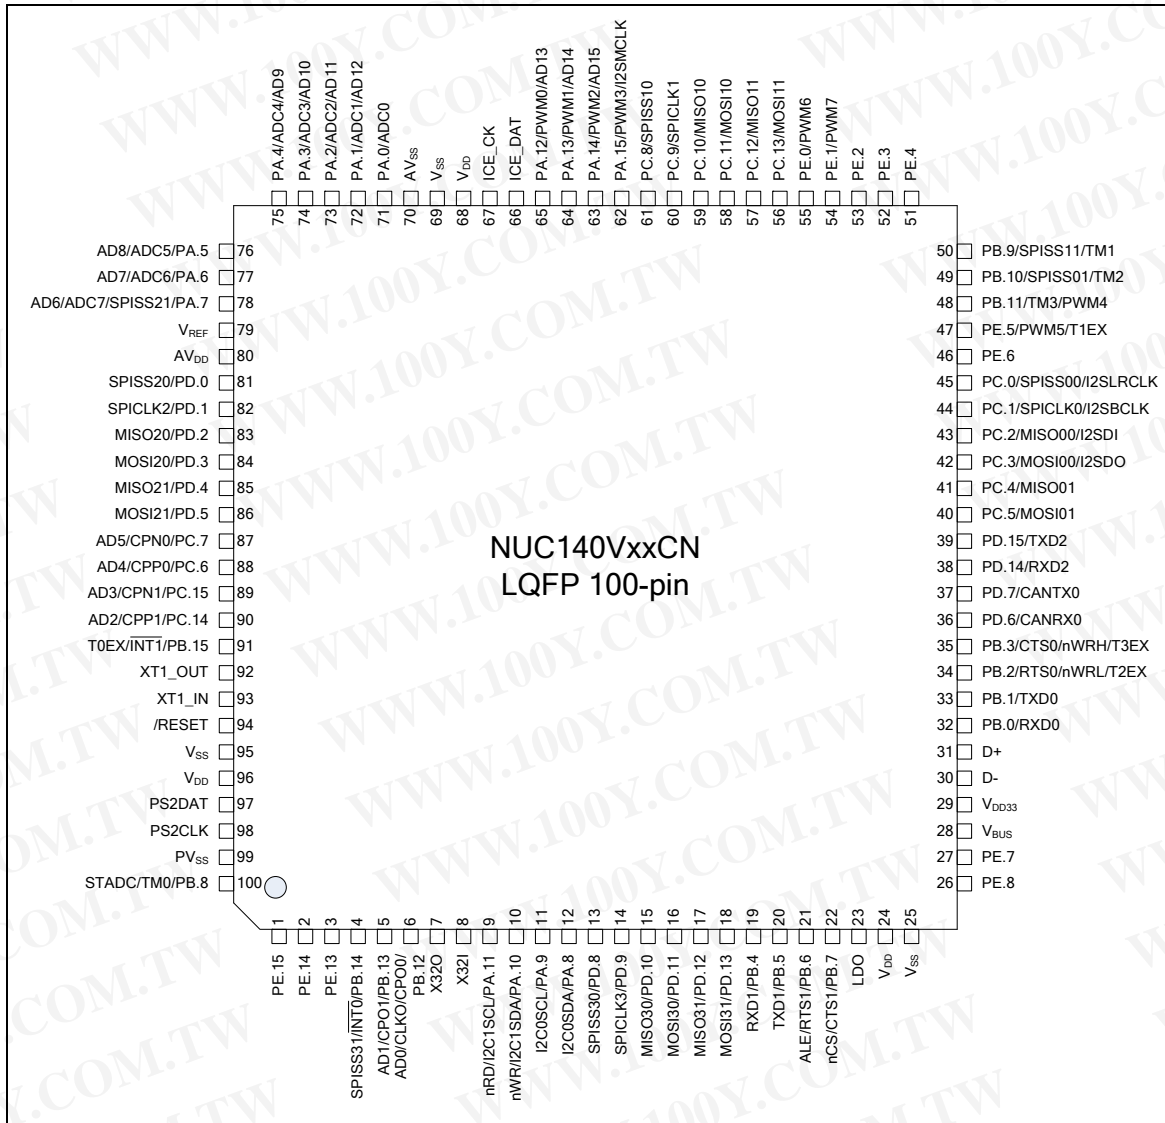 PA.4/ADC4/AD9
PA.3/ADC3/AD10
PA.2/ADC2/AD11
PA.1/ADC1/AD12
PA.0/ADC0
AVSS
VSS
VDD
ICE_CK
ICE_DAT
PA.12/PWM0/AD13
PA.13/PWM1/AD14
PA.14/PWM2/AD15
PA.15/PWM3/I2SMCLK
PC.8/SPISS10
PC.9/SPICLK1
PC.10/MISO10
PC.11/MOSI10
PC.12/MISO11
PC.13/MOSI11
PE.0/PWM6
PE.1/PWM7
PE.2
PE.3
PE.4
75
74
73
72
71
70
69
68
67
66
65
64
63
62
61
60
59
58
57
56
55
54
53
52
51
AD8/ADC5/PA.5 76
AD7/ADC6/PA.6 77
AD6/ADC7/SPISS21/PA.7 78
VREF 79
AVDD 80
SPISS20/PD.0 81
SPICLK2/PD.1 82
MISO20/PD.2 83
MOSI20/PD.3 84
MISO21/PD.4 85
MOSI21/PD.5 86
AD5/CPN0/PC.7 87
AD4/CPP0/PC.6 88
AD3/CPN1/PC.15 89
AD2/CPP1/PC.14 90
T0EX/INT1/PB.15 91
XT1_OUT 92
XT1_IN 93
/RESET 94
VSS 95
VDD 96
PS2DAT 97
PS2CLK 98
PVSS 99
STADC/TM0/PB.8 100
NUC140VxxCN
LQFP 100-pin
50 PB.9/SPISS11/TM1
49 PB.10/SPISS01/TM2
48 PB.11/TM3/PWM4
47 PE.5/PWM5/T1EX
46 PE.6
45 PC.0/SPISS00/I2SLRCLK
44 PC.1/SPICLK0/I2SBCLK
43 PC.2/MISO00/I2SDI
42 PC.3/MOSI00/I2SDO
41 PC.4/MISO01
40 PC.5/MOSI01
39 PD.15/TXD2
38 PD.14/RXD2
37 PD.7/CANTX0
36 PD.6/CANRX0
35 PB.3/CTS0/nWRH/T3EX
34 PB.2/RTS0/nWRL/T2EX
33 PB.1/TXD0
32 PB.0/RXD0
31 D+
30 D-
29 VDD33
28 VBUS
27 PE.7
26 PE.8
1
2
3
4
5
6
7
8
9
10
11
12
13
14
15
16
17
18
19
20
21
22
23
24
25
PE.15
PE.14
PE.13
SPISS31/INT0/PB.14
AD1/CPO1/PB.13
AD0/CLKO/CPO0/
PB.12
X32O
X32I
nRD/I2C1SCL/PA.11
nWR/I2C1SDA/PA.10
I2C0SCL/PA.9
I2C0SDA/PA.8
SPISS30/PD.8
SPICLK3/PD.9
MISO30/PD.10
MOSI30/PD.11
MISO31/PD.12
MOSI31/PD.13
RXD1/PB.4
TXD1/PB.5
ALE/RTS1/PB.6
nCS/CTS1/PB.7
LDO
VDD
VSS
WWW.100Y.COM.TW